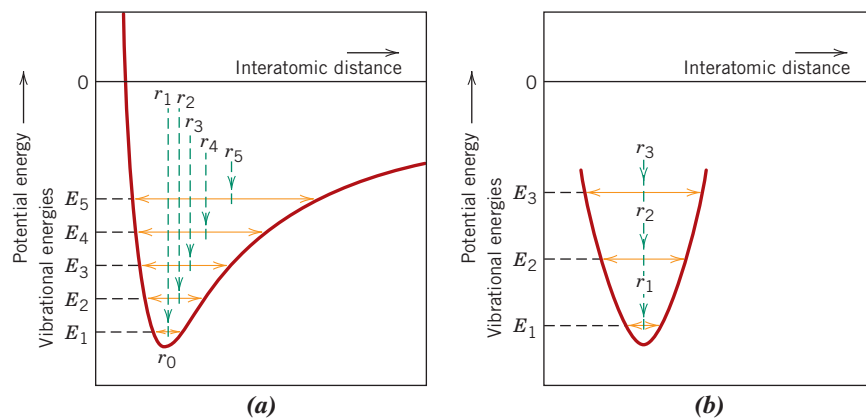 Interatomic distance
0
Potential energy
Vibrational energies
r1
r2
r3
r4
r5
E5
E4
E3
E2
E1
r0
(a)
Interatomic distance
0
Potential energy
Vibrational energies
r3
E3
r2
E2
r1
E1
(b)